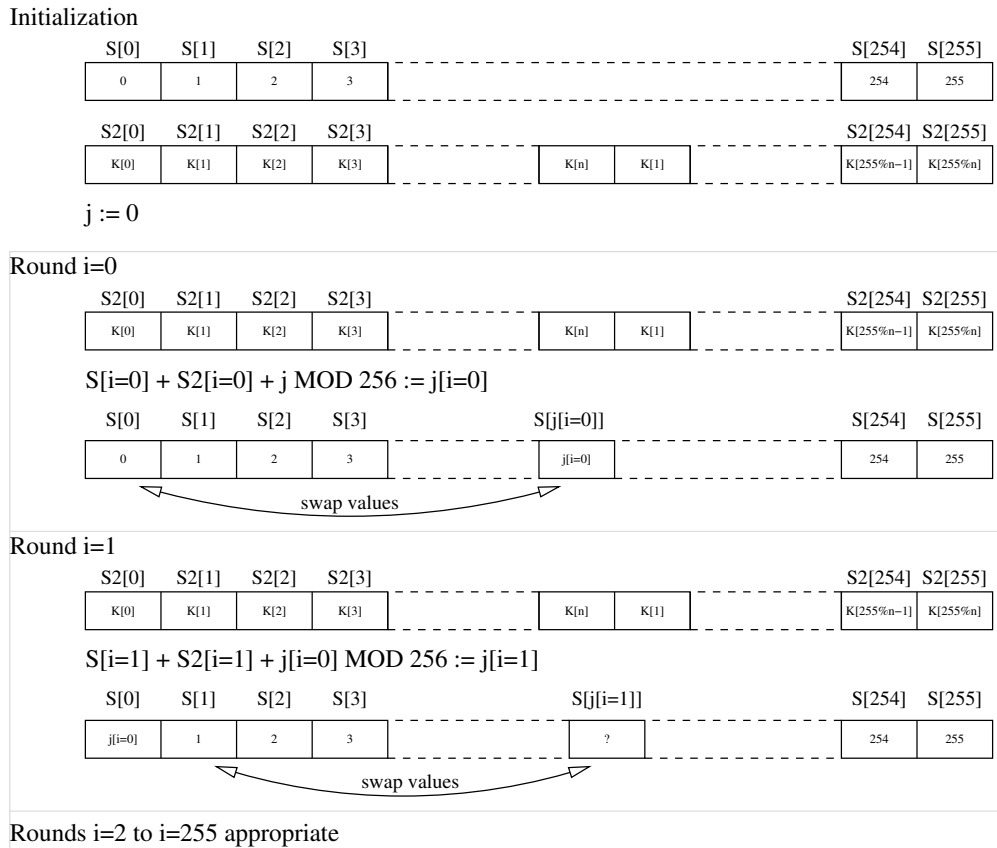 Initialization
S[0] S[1] S[2] S[3] S[254] S[255]
0 1 2 3 254 255
S2[0] S2[1] S2[2] S2[3] S2[254] S2[255]
K[0] K[1] K[2] K[3] K[n] K[1] K[255%n−1] K[255%n]
j := 0
Round i=0
S2[0] S2[1] S2[2] S2[3] S2[254] S2[255]
K[0] K[1] K[2] K[3] K[n] K[1] K[255%n−1] K[255%n]
S[i=0] + S2[i=0] + j MOD 256 := j[i=0]
S[0] S[1] S[2] S[3] S[j[i=0]] S[254] S[255]
0 1 2 3 j[i=0] 254 255
swap values
Round i=1
S2[0] S2[1] S2[2] S2[3] S2[254] S2[255]
K[0] K[1] K[2] K[3] K[n] K[1] K[255%n−1] K[255%n]
S[i=1] + S2[i=1] + j[i=0] MOD 256 := j[i=1]
S[0] S[1] S[2] S[3] S[j[i=1]] S[254] S[255]
j[i=0] 1 2 3 ? 254 255
swap values
Rounds i=2 to i=255 appropriate